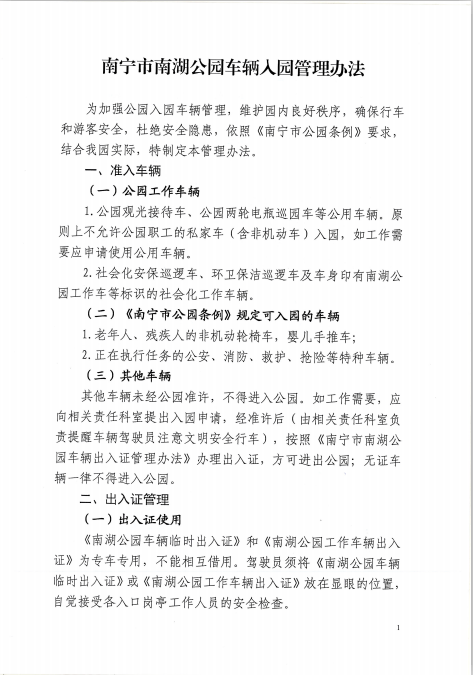 南宁市南湖公园车辆入园管理办法
为加强公园入园车辆管理，维护园内良好秩序，确保行车
和游客安全，杜绝安全隐患，依照《南宁市公园条例》要求，
结合我园实际，特制定本管理办法。
一、准入车辆
（一）公园工作车辆
1.公园观光接待车、公园两轮电瓶巡园车等公用车辆。原
则上不允许公园职工的私家车（含非机动车）入园，如工作需
要应申请使用公用车辆。
2.社会化安保巡逻车、环卫保洁巡逻车及车身印有南湖公
园工作车等标识的社会化工作车辆。
（二）《南宁市公园条例》规定可入园的车辆
1.老年人、残疾人的非机动轮椅车，婴儿手推车；
2.正在执行任务的公安、消防、救护、抢险等特种车辆。
（三）其他车辆
其他车辆未经公园准许，不得进入公园。如工作需要，应
向相关责任科室提出入园申请，经准许后（由相关责任科室负
责提醒车辆驾驶员注意文明安全行车），按照《南宁市南湖公
园车辆出入证管理办法》办理出入证，方可进出公园；无证车
辆一律不得进入公园。
二、出入证管理
（一）出入证使用
《南湖公园车辆临时出入证》和《南湖公园工作车辆出入
证》为专车专用，不能相互借用。驾驶员须将《南湖公园车辆
临时出入证》或《南湖公园工作车辆出入证》放在显眼的位置，
自觉接受各入口岗亭工作人员的安全检查。
1